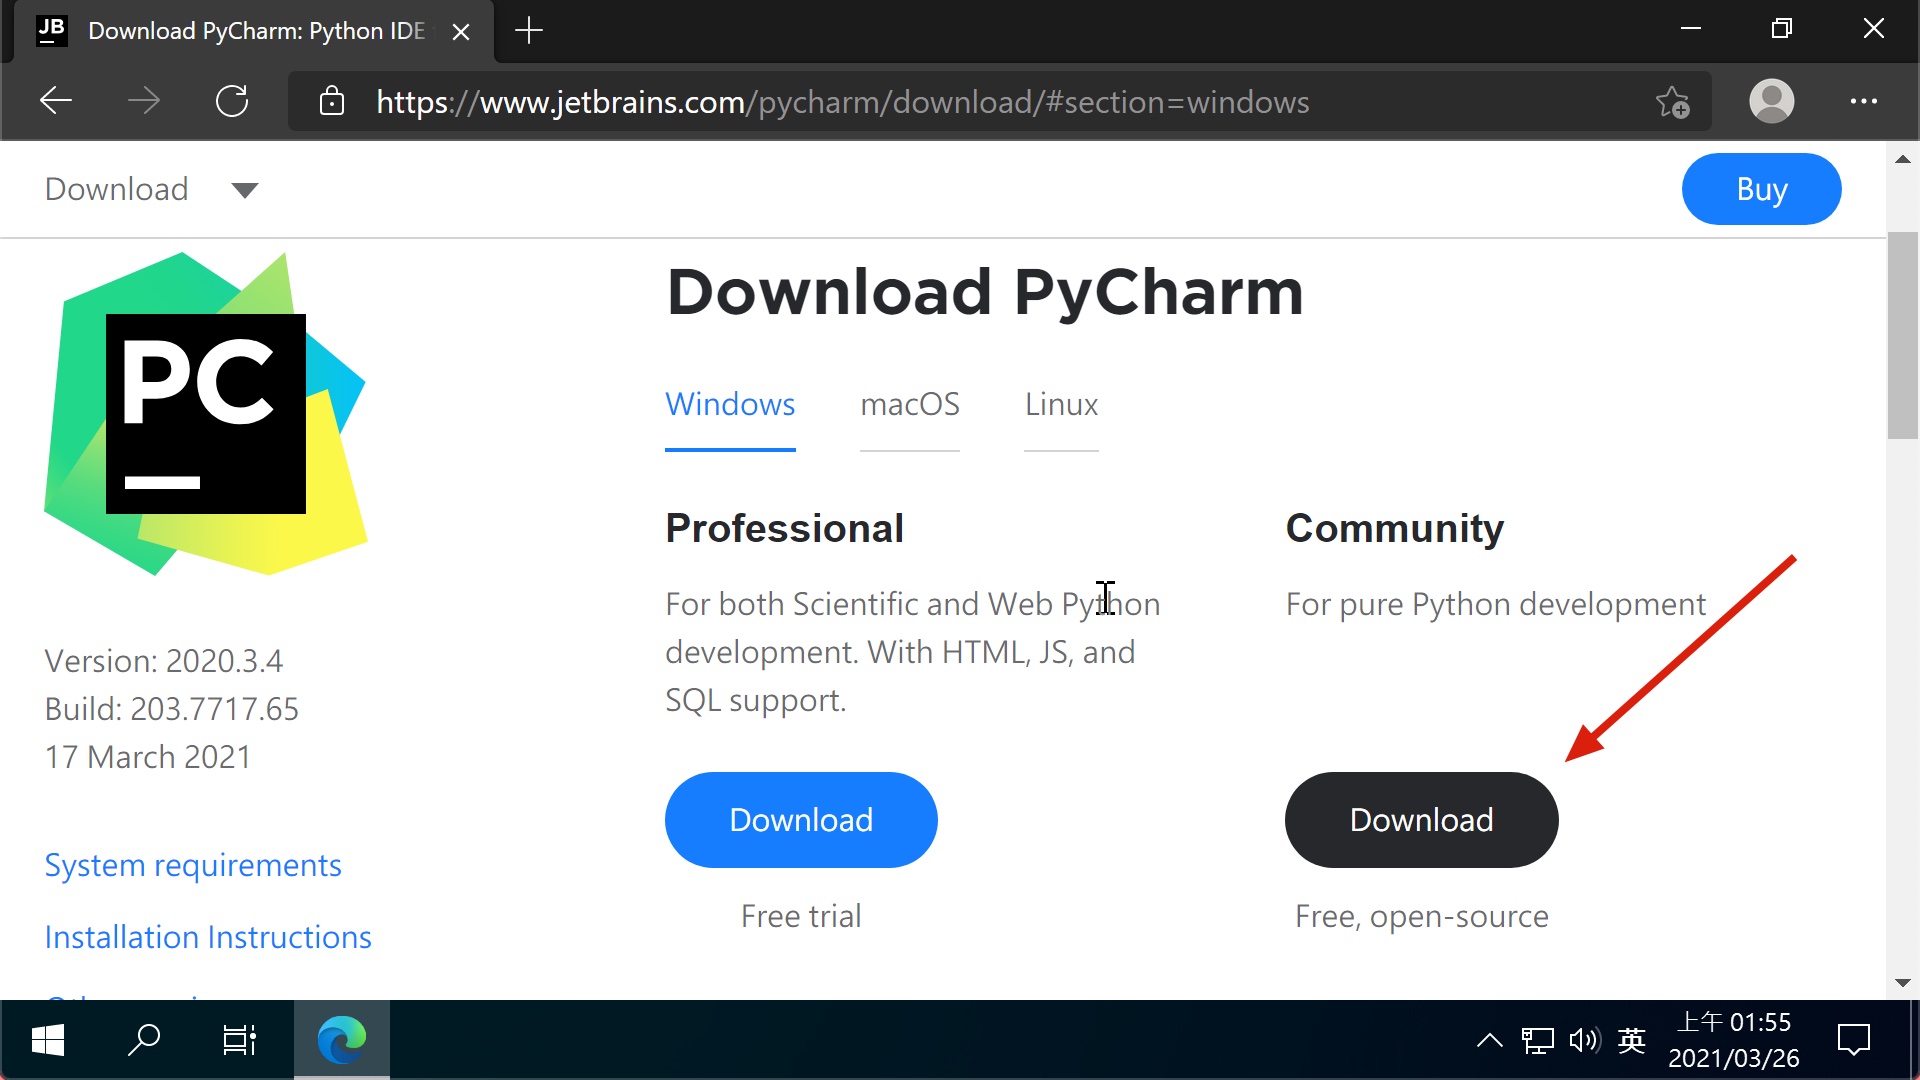 JB
Download PyCharm: Python IDE
https://www.jetbrains.com/pycharm/download/#section=windows
Download
Buy
PC
Download PyCharm
Windows macOS Linux
Professional
For both Scientific and Web Python
development. With HTML, JS, and
SQL support.
Download
Free trial
Community
For pure Python development
Download
Free, open-source
Version: 2020.3.4
Build: 203.7717.65
17 March 2021
System requirements
Installation Instructions
英
上午 01:55
2021/03/26